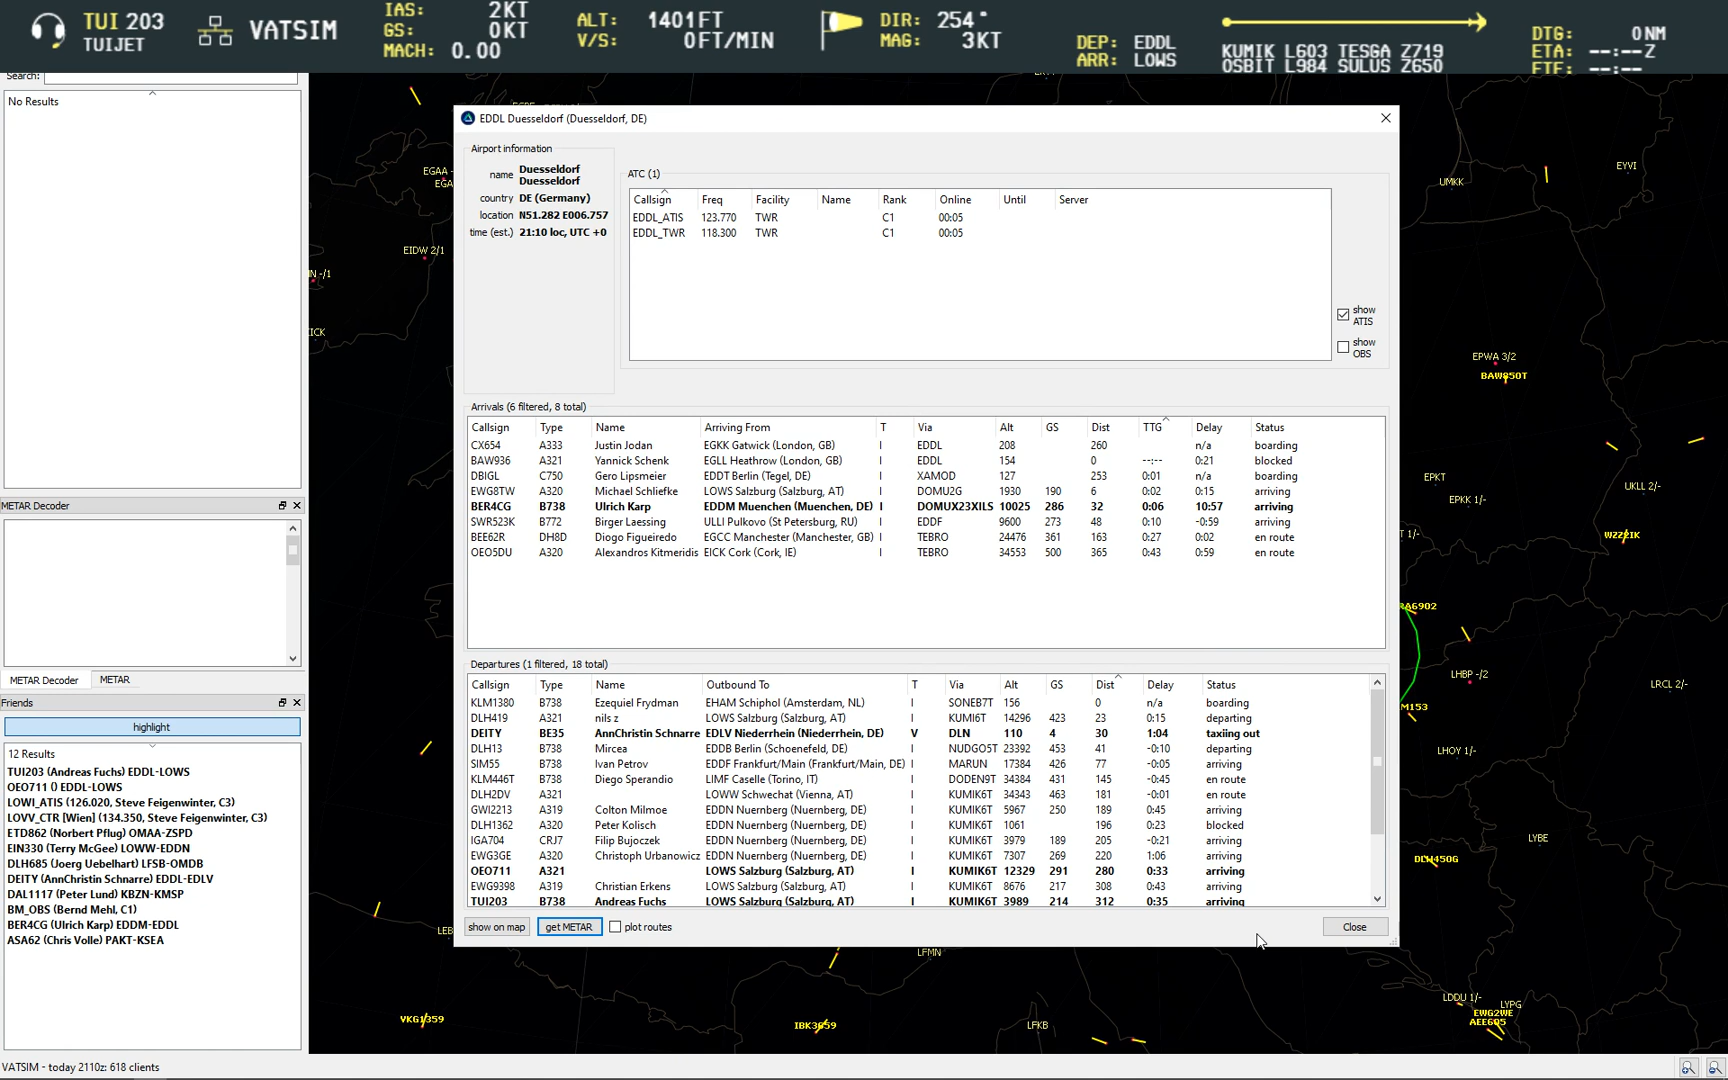 TUI 203
TUIJET
VATSIM
IAS: 2KT
GS: 0KT
MACH: 0.00
ALT: 1401FT
V/S: 0FT/MIN
DIR: 254°
MAG: 3KT
DEP: EDDL
ARR: LOWS
KUMIK L603 TESGA Z719
OSBIT L984 SULUS Z650
DTG: 0NM
ETA: --:--Z
ETE: --:--
Search:
No Results
METAR Decoder
METAR Decoder METAR
Friends
highlight
12 Results
TUI203 (Andreas Fuchs) EDDL-LOWS
OEO711 () EDDL-LOWS
LOWI_ATIS (126.020, Steve Feigenwinter, C3)
LOVV_CTR [Wien] (134.350, Steve Feigenwinter, C3)
ETD862 (Norbert Pflug) OMAA-ZSPD
EIN330 (Terry McGee) LOWW-EDDN
DLH685 (Joerg Uebelhart) LFSB-OMDB
DEITY (AnnChristin Schnarre) EDDL-EDLV
DAL1117 (Peter Lund) KBZN-KMSP
BM_OBS (Bernd Mehl, C1)
BER4CG (Ulrich Karp) EDDM-EDDL
ASA62 (Chris Volle) PAKT-KSEA
EDDL Duesseldorf (Duesseldorf, DE)
Airport information
name Duesseldorf
Duesseldorf
country DE (Germany)
location N51.282 E006.757
time (est.) 21:10 loc, UTC +0
ATC (1)
Callsign Freq Facility Name Rank Online Until Server
EDDL_ATIS 123.770 TWR C1 00:05
EDDL_TWR 118.300 TWR C1 00:05
show
ATIS
show
OBS
Arrivals (6 filtered, 8 total)
Callsign Type Name Arriving From T Via Alt GS Dist TTG Delay Status
CX654 A333 Justin Jodan EGKK Gatwick (London, GB) I EDDL 208 260 n/a boarding
BAW936 A321 Yannick Schenk EGLL Heathrow (London, GB) I EDDL 154 0 --:-- 0:21 blocked
DBIGL C750 Gero Lipsmeier EDDT Berlin (Tegel, DE) I XAMOD 127 253 0:01 n/a boarding
EWG8TW A320 Michael Schliefke LOWS Salzburg (Salzburg, AT) I DOMU2G 1930 190 6 0:02 0:15 arriving
BER4CG B738 Ulrich Karp EDDM Muenchen (Muenchen, DE) I DOMUX23XILS 10025 286 32 0:06 10:57 arriving
SWR523K B772 Birger Laessing ULLI Pulkovo (St Petersburg, RU) I EDDF 9600 273 48 0:10 -0:59 arriving
BEE62R DH8D Diogo Figueiredo EGCC Manchester (Manchester, GB) I TEBRO 24476 361 163 0:27 0:02 en route
OEO5DU A320 Alexandros Kitmeridis EICK Cork (Cork, IE) I TEBRO 34553 500 365 0:43 0:59 en route
Departures (1 filtered, 18 total)
Callsign Type Name Outbound To T Via Alt GS Dist Delay Status
KLM1380 B738 Ezequiel Frydman EHAM Schiphol (Amsterdam, NL) I SONEB7T 156 0 n/a boarding
DLH419 A321 nils z LOWS Salzburg (Salzburg, AT) I KUMI6T 14296 423 23 0:15 departing
DEITY BE35 AnnChristin Schnarre EDLV Niederrhein (Niederrhein, DE) V DLN 110 4 30 1:04 taxiing out
DLH13 B738 Mircea EDDB Berlin (Schoenefeld, DE) I NUDGO5T 23392 453 41 -0:10 departing
SIM55 B738 Ivan Petrov EDDF Frankfurt/Main (Frankfurt/Main, DE) I MARUN 17384 426 77 -0:05 arriving
KLM446T B738 Diego Sperandio LIMF Caselle (Torino, IT) I DODEN9T 34384 431 145 -0:45 en route
DLH2DV A321 LOWW Schwechat (Vienna, AT) I KUMIK6T 34343 463 181 -0:01 en route
GWI2213 A319 Colton Milmoe EDDN Nuernberg (Nuernberg, DE) I KUMIK6T 5967 250 189 0:45 arriving
DLH1362 A320 Peter Kolisch EDDN Nuernberg (Nuernberg, DE) I KUMIK6T 1061 196 0:23 blocked
IGA704 CRJ7 Filip Bujoczek EDDN Nuernberg (Nuernberg, DE) I KUMIK6T 3979 189 205 -0:21 arriving
EWG3GE A320 Christoph Urbanowicz EDDN Nuernberg (Nuernberg, DE) I KUMIK6T 7307 269 220 1:06 arriving
OEO711 A321 LOWS Salzburg (Salzburg, AT) I KUMIK6T 12329 291 280 0:33 arriving
EWG9398 A319 Christian Erkens LOWS Salzburg (Salzburg, AT) I KUMIK6T 8676 217 308 0:43 arriving
TUI203 B738 Andreas Fuchs LOWS Salzburg (Salzburg, AT) I KUMIK6T 3989 214 312 0:35 arriving
show on map get METAR plot routes Close
EGAA
EGA
EIDW 2/1
N -/1
ICK
LEB
VKG1359
IBK3659
LFMN
LFKB
UMKK
EYVI
EPWA 3/2
BAW850T
EPKT
EPKK 1/-
UKLL 2/-
T 1/-
WZZ2IK
RA6902
LHBP -/2
LRCL 2/-
M153
LHOY 1/-
LYBE
DLH450G
LDDU 1/-
LYPG
EWG2WE
AEE605
VATSIM - today 2110z: 618 clients